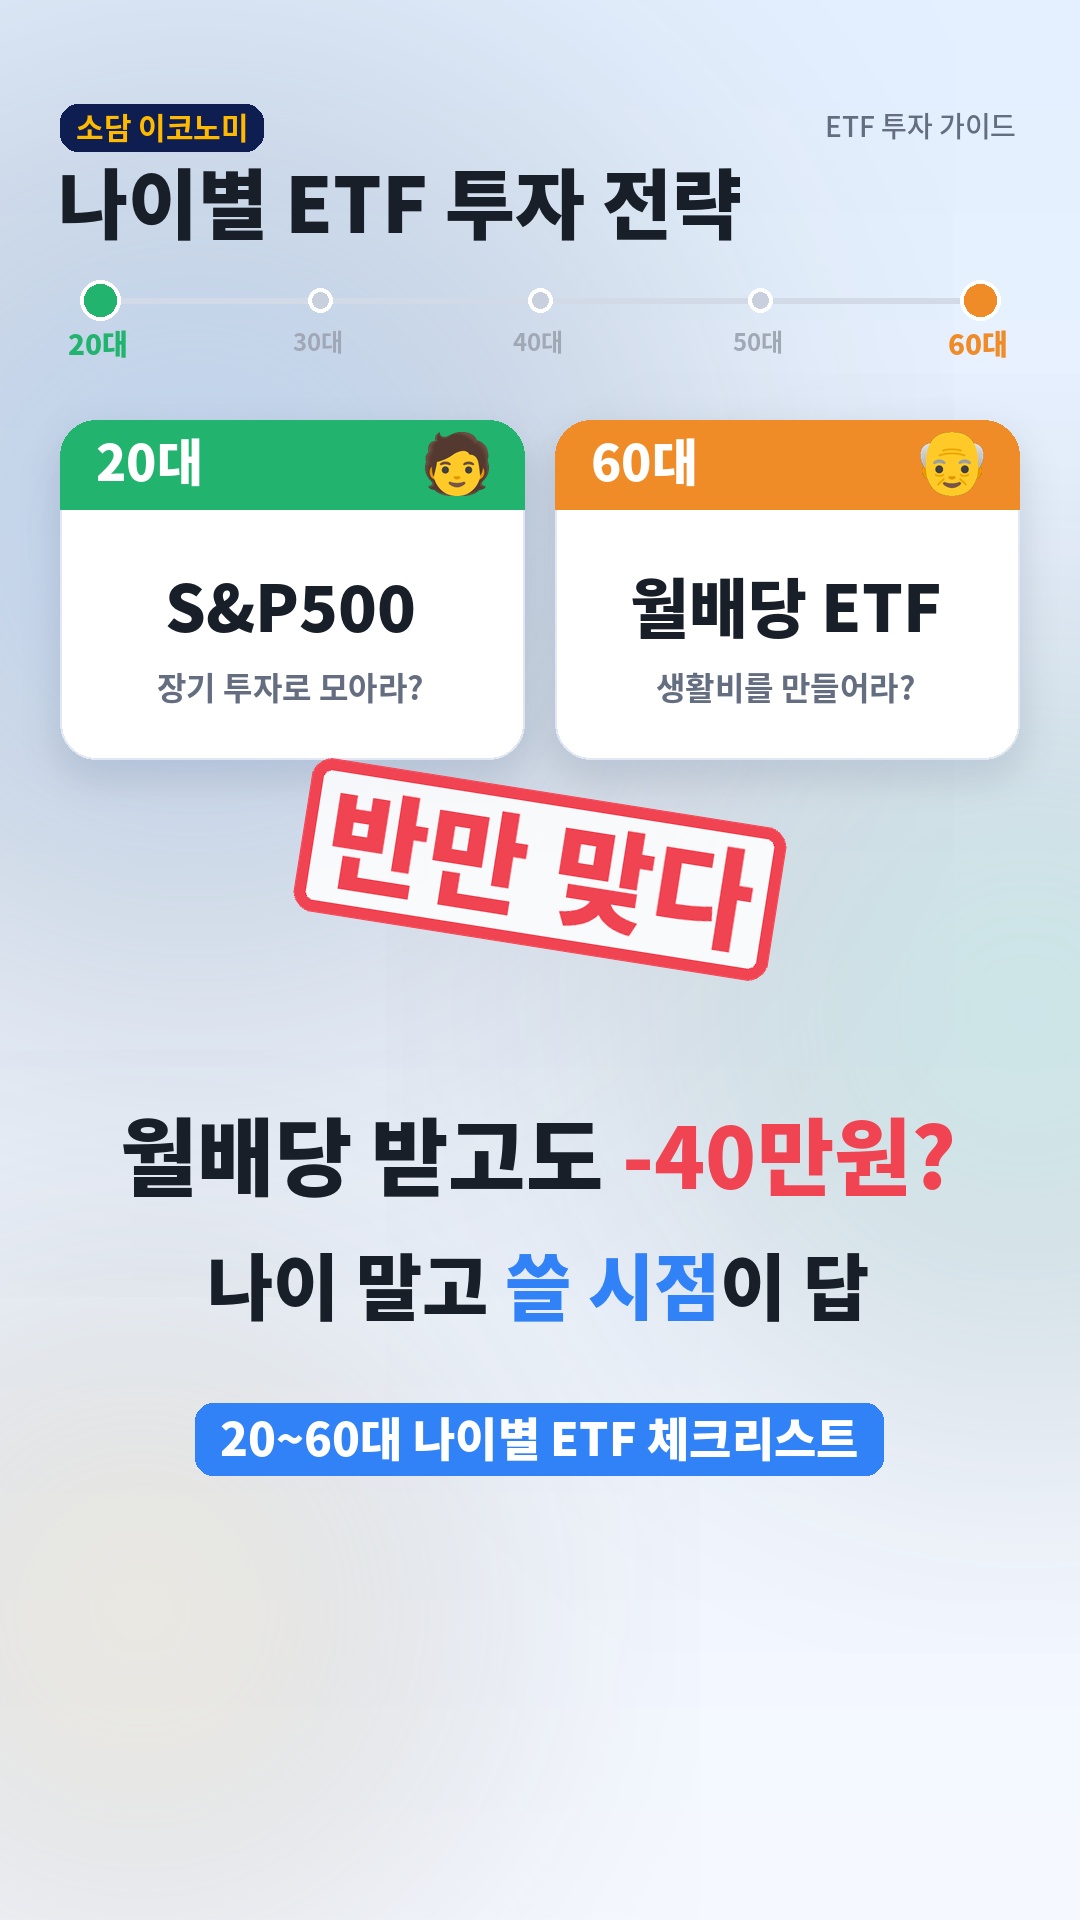 소담 이코노미
ETF 투자 가이드
나이별 ETF 투자 전략
20대
30대
40대
50대
60대
20대
S&P500
장기 투자로 모아라?
60대
월배당 ETF
생활비를 만들어라?
반만 맞다
월배당 받고도 -40만원?
나이 말고 쓸 시점이 답
20~60대 나이별 ETF 체크리스트